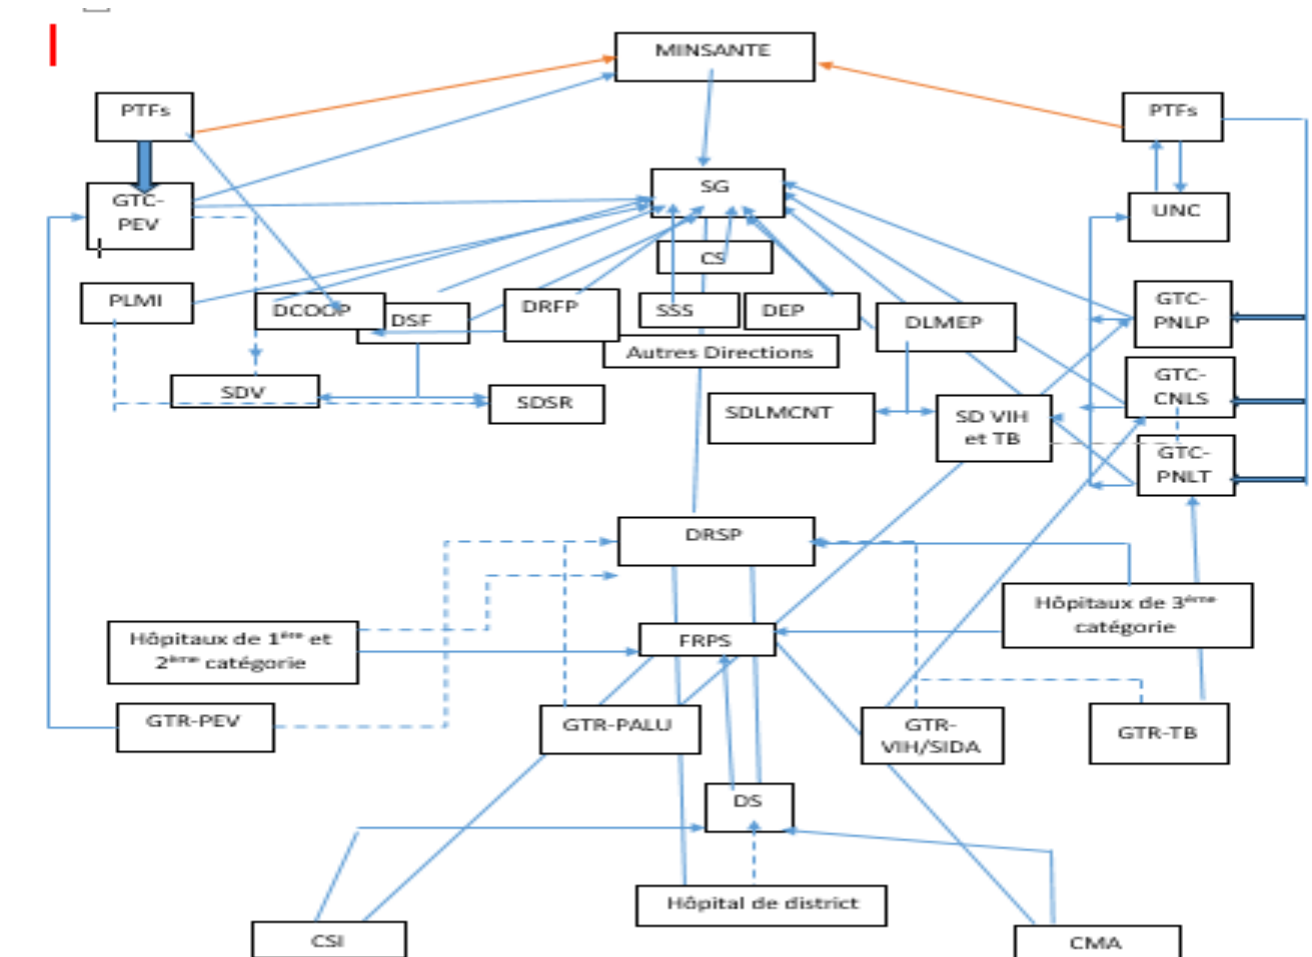 MINSANTE
PTFs
PTFs
SG
GTC-
PEV
UNC
CS
PLMI
DCOOP
DSF
DRFP
SSS
DEP
DLMEP
GTC-
PNLP
Autres Directions
SDV
SDSR
SDLMCNT
SD VIH
et TB
GTC-
CNLS
GTC-
PNLT
DRSP
Hôpitaux de 3ème
catégorie
Hôpitaux de 1ère et
2ème catégorie
FRPS
GTR-PEV
GTR-PALU
GTR-
VIH/SIDA
GTR-TB
DS
Hôpital de district
CSI
CMA